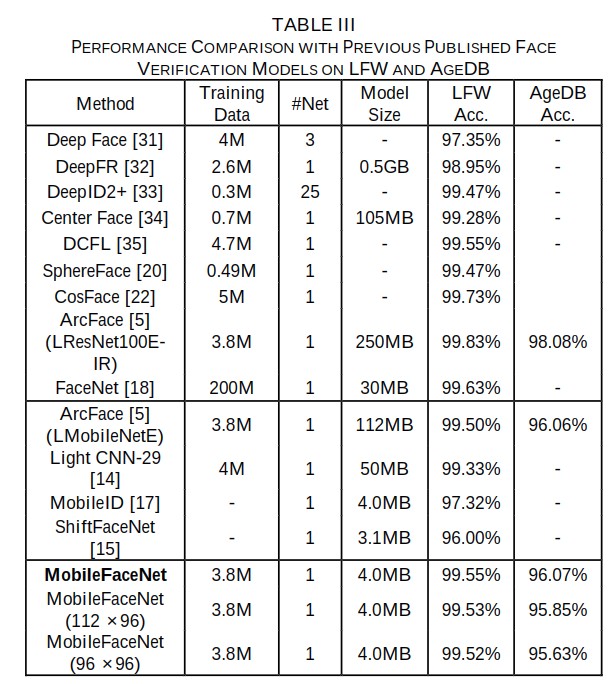 TABLE III
PERFORMANCE COMPARISON WITH PREVIOUS PUBLISHED FACE
VERIFICATION MODELS ON LFW AND AGEDB
Method Training Data #Net Model Size LFW Acc. AgeDB Acc.
Deep Face [31] 4M 3 - 97.35% -
DeepFR [32] 2.6M 1 0.5GB 98.95% -
DeepID2+ [33] 0.3M 25 - 99.47% -
Center Face [34] 0.7M 1 105MB 99.28% -
DCFL [35] 4.7M 1 - 99.55% -
SphereFace [20] 0.49M 1 - 99.47%
CosFace [22] 5M 1 - 99.73%
ArcFace [5]
(LResNet100E- 3.8M 1 250MB 99.83% 98.08%
IR)
FaceNet [18] 200M 1 30MB 99.63% -
ArcFace [5]
(LMobileNetE) 3.8M 1 112MB 99.50% 96.06%
Light CNN-29
[14] 4M 1 50MB 99.33% -
MobileID [17] - 1 4.0MB 97.32% -
ShiftFaceNet
[15] - 1 3.1MB 96.00% -
MobileFaceNet 3.8M 1 4.0MB 99.55% 96.07%
MobileFaceNet
(112 ×96) 3.8M 1 4.0MB 99.53% 95.85%
MobileFaceNet
(96 ×96) 3.8M 1 4.0MB 99.52% 95.63%